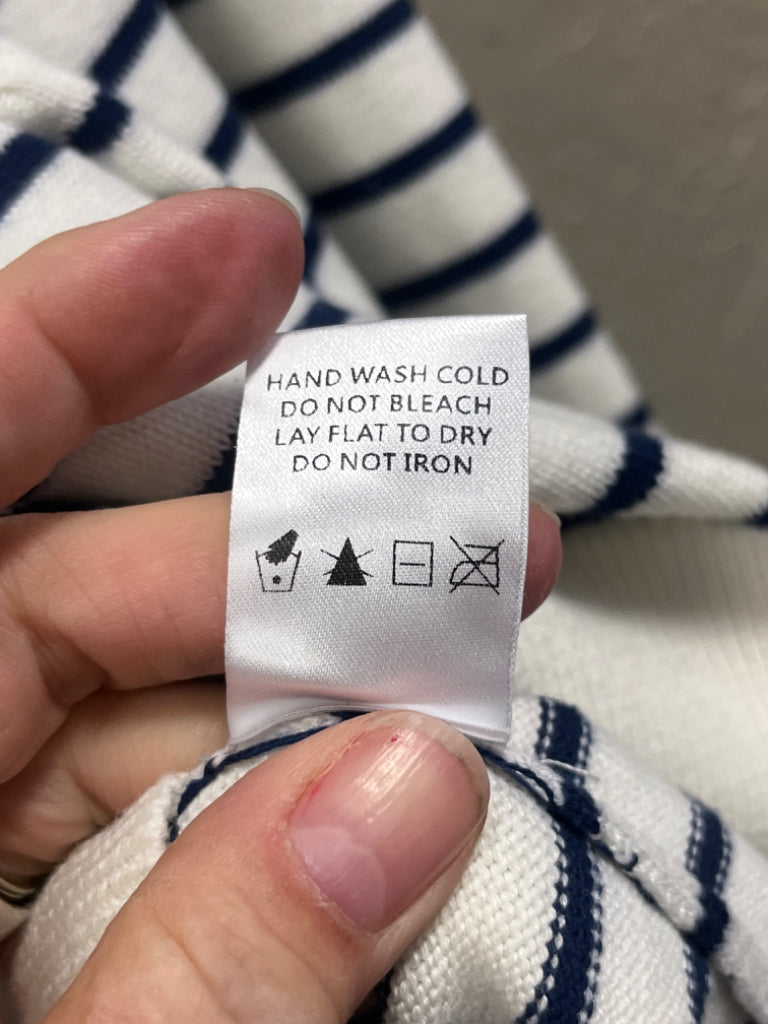 HAND WASH COLD
DO NOT BLEACH
LAY FLAT TO DRY
DO NOT IRON